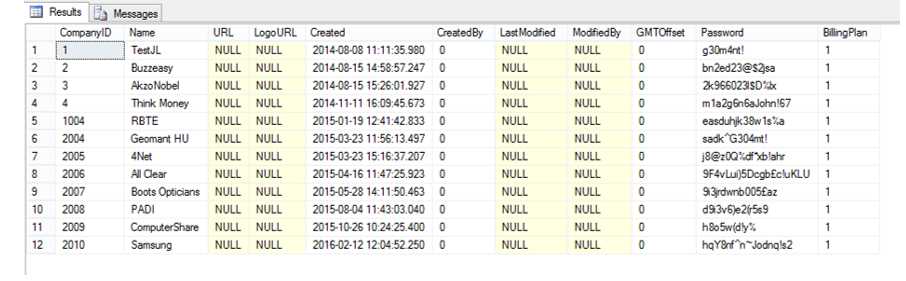 Results Messages
CompanyID Name URL LogoURL Created CreatedBy LastModified ModifiedBy GMTOffset Password BillingPlan
1 1 TestJL NULL NULL 2014-08-08 11:11:35.980 0 NULL NULL 0 g30m4nt! 1
2 2 Buzzeasy NULL NULL 2014-08-15 14:58:57.247 0 NULL NULL 0 bn2ed23@$2jsa 1
3 3 AkzoNobel NULL NULL 2014-08-15 15:26:01.927 0 NULL NULL 0 1
4 4 Think Money NULL NULL 2014-11-11 16:09:45.673 0 NULL NULL 0 m1a2g6n6aJohn!67 1
5 1004 RBTE NULL NULL 2015-01-19 12:41:42.833 0 NULL NULL 0 easduhjk38w1s%a 1
6 2004 Geomant HU NULL NULL 2015-03-23 11:56:13.497 0 NULL NULL 0 sadk^G304mt! 1
7 2005 4Net NULL NULL 2015-03-23 15:16:37.207 0 NULL NULL 0 1
8 2006 All Clear NULL NULL 2015-04-16 11:47:25.923 0 NULL NULL 0 1
9 2007 Boots Opticians NULL NULL 2015-05-28 14:11:50.463 0 NULL NULL 0 9i3jrdwnb005£az 1
10 2008 PADI NULL NULL 2015-08-04 11:43:03.040 0 NULL NULL 0 d9i3v6)e2(r5s9 1
11 2009 ComputerShare NULL NULL 2015-10-26 10:24:25.400 0 NULL NULL 0 h8o5w(d!y% 1
12 2010 Samsung NULL NULL 2016-02-12 12:04:52.250 0 NULL NULL 0 hqY8nf^n~Jodnq!s2 1